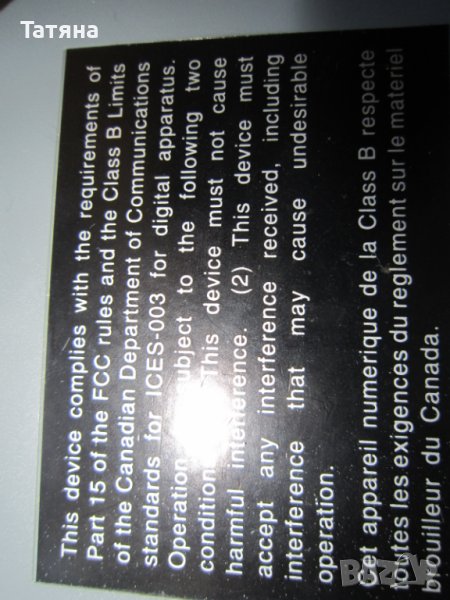 Татяна
This device complies with the requirements of
Part 15 of the FCC rules and the Class B Limits
of the Canadian Department of Communications
standards for ICES-003 for digital apparatus.
Operation subject to the following two
condition This device must not cause
harmful interference. (2) This device must
accept any interference received, including
interference that may cause undesirable
operation.
Cet appareil numerique de la Class B respecte
toutes les exigences du reglement sur le materiel
brouilleur du Canada.
Bazar